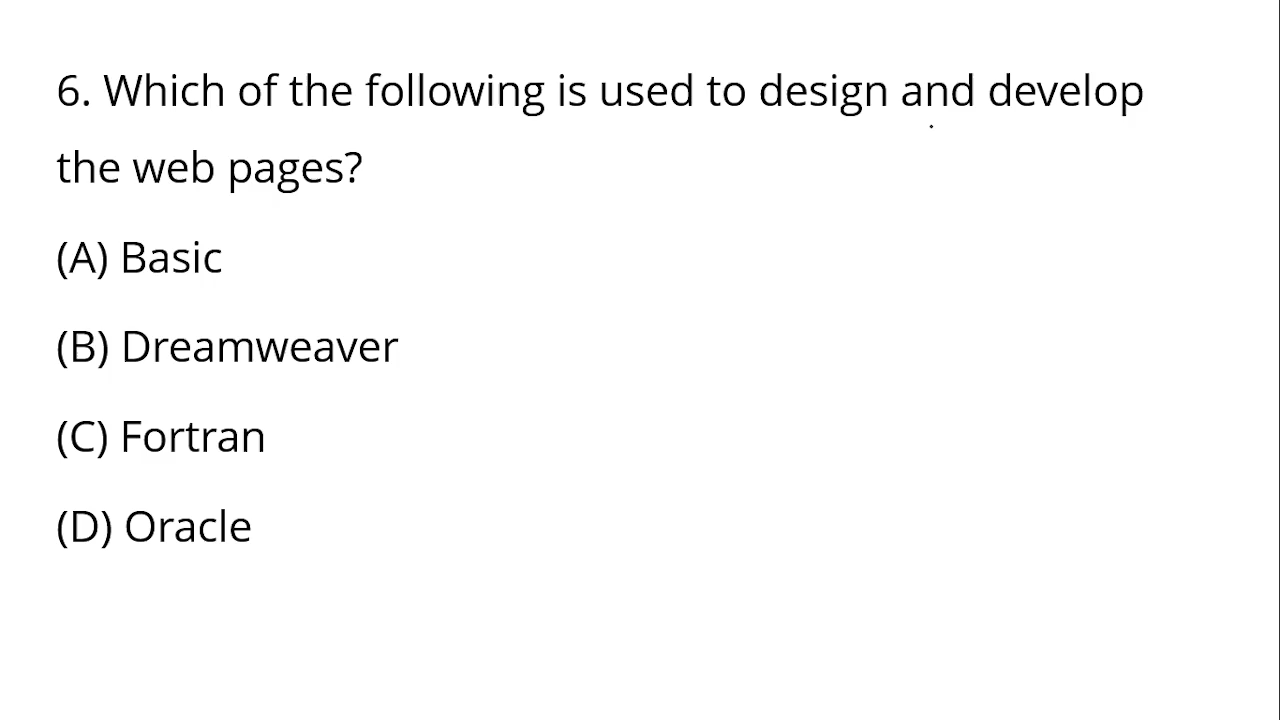 6. Which of the following is used to design and develop
the web pages?
(A) Basic
(B) Dreamweaver
(C) Fortran
(D) Oracle